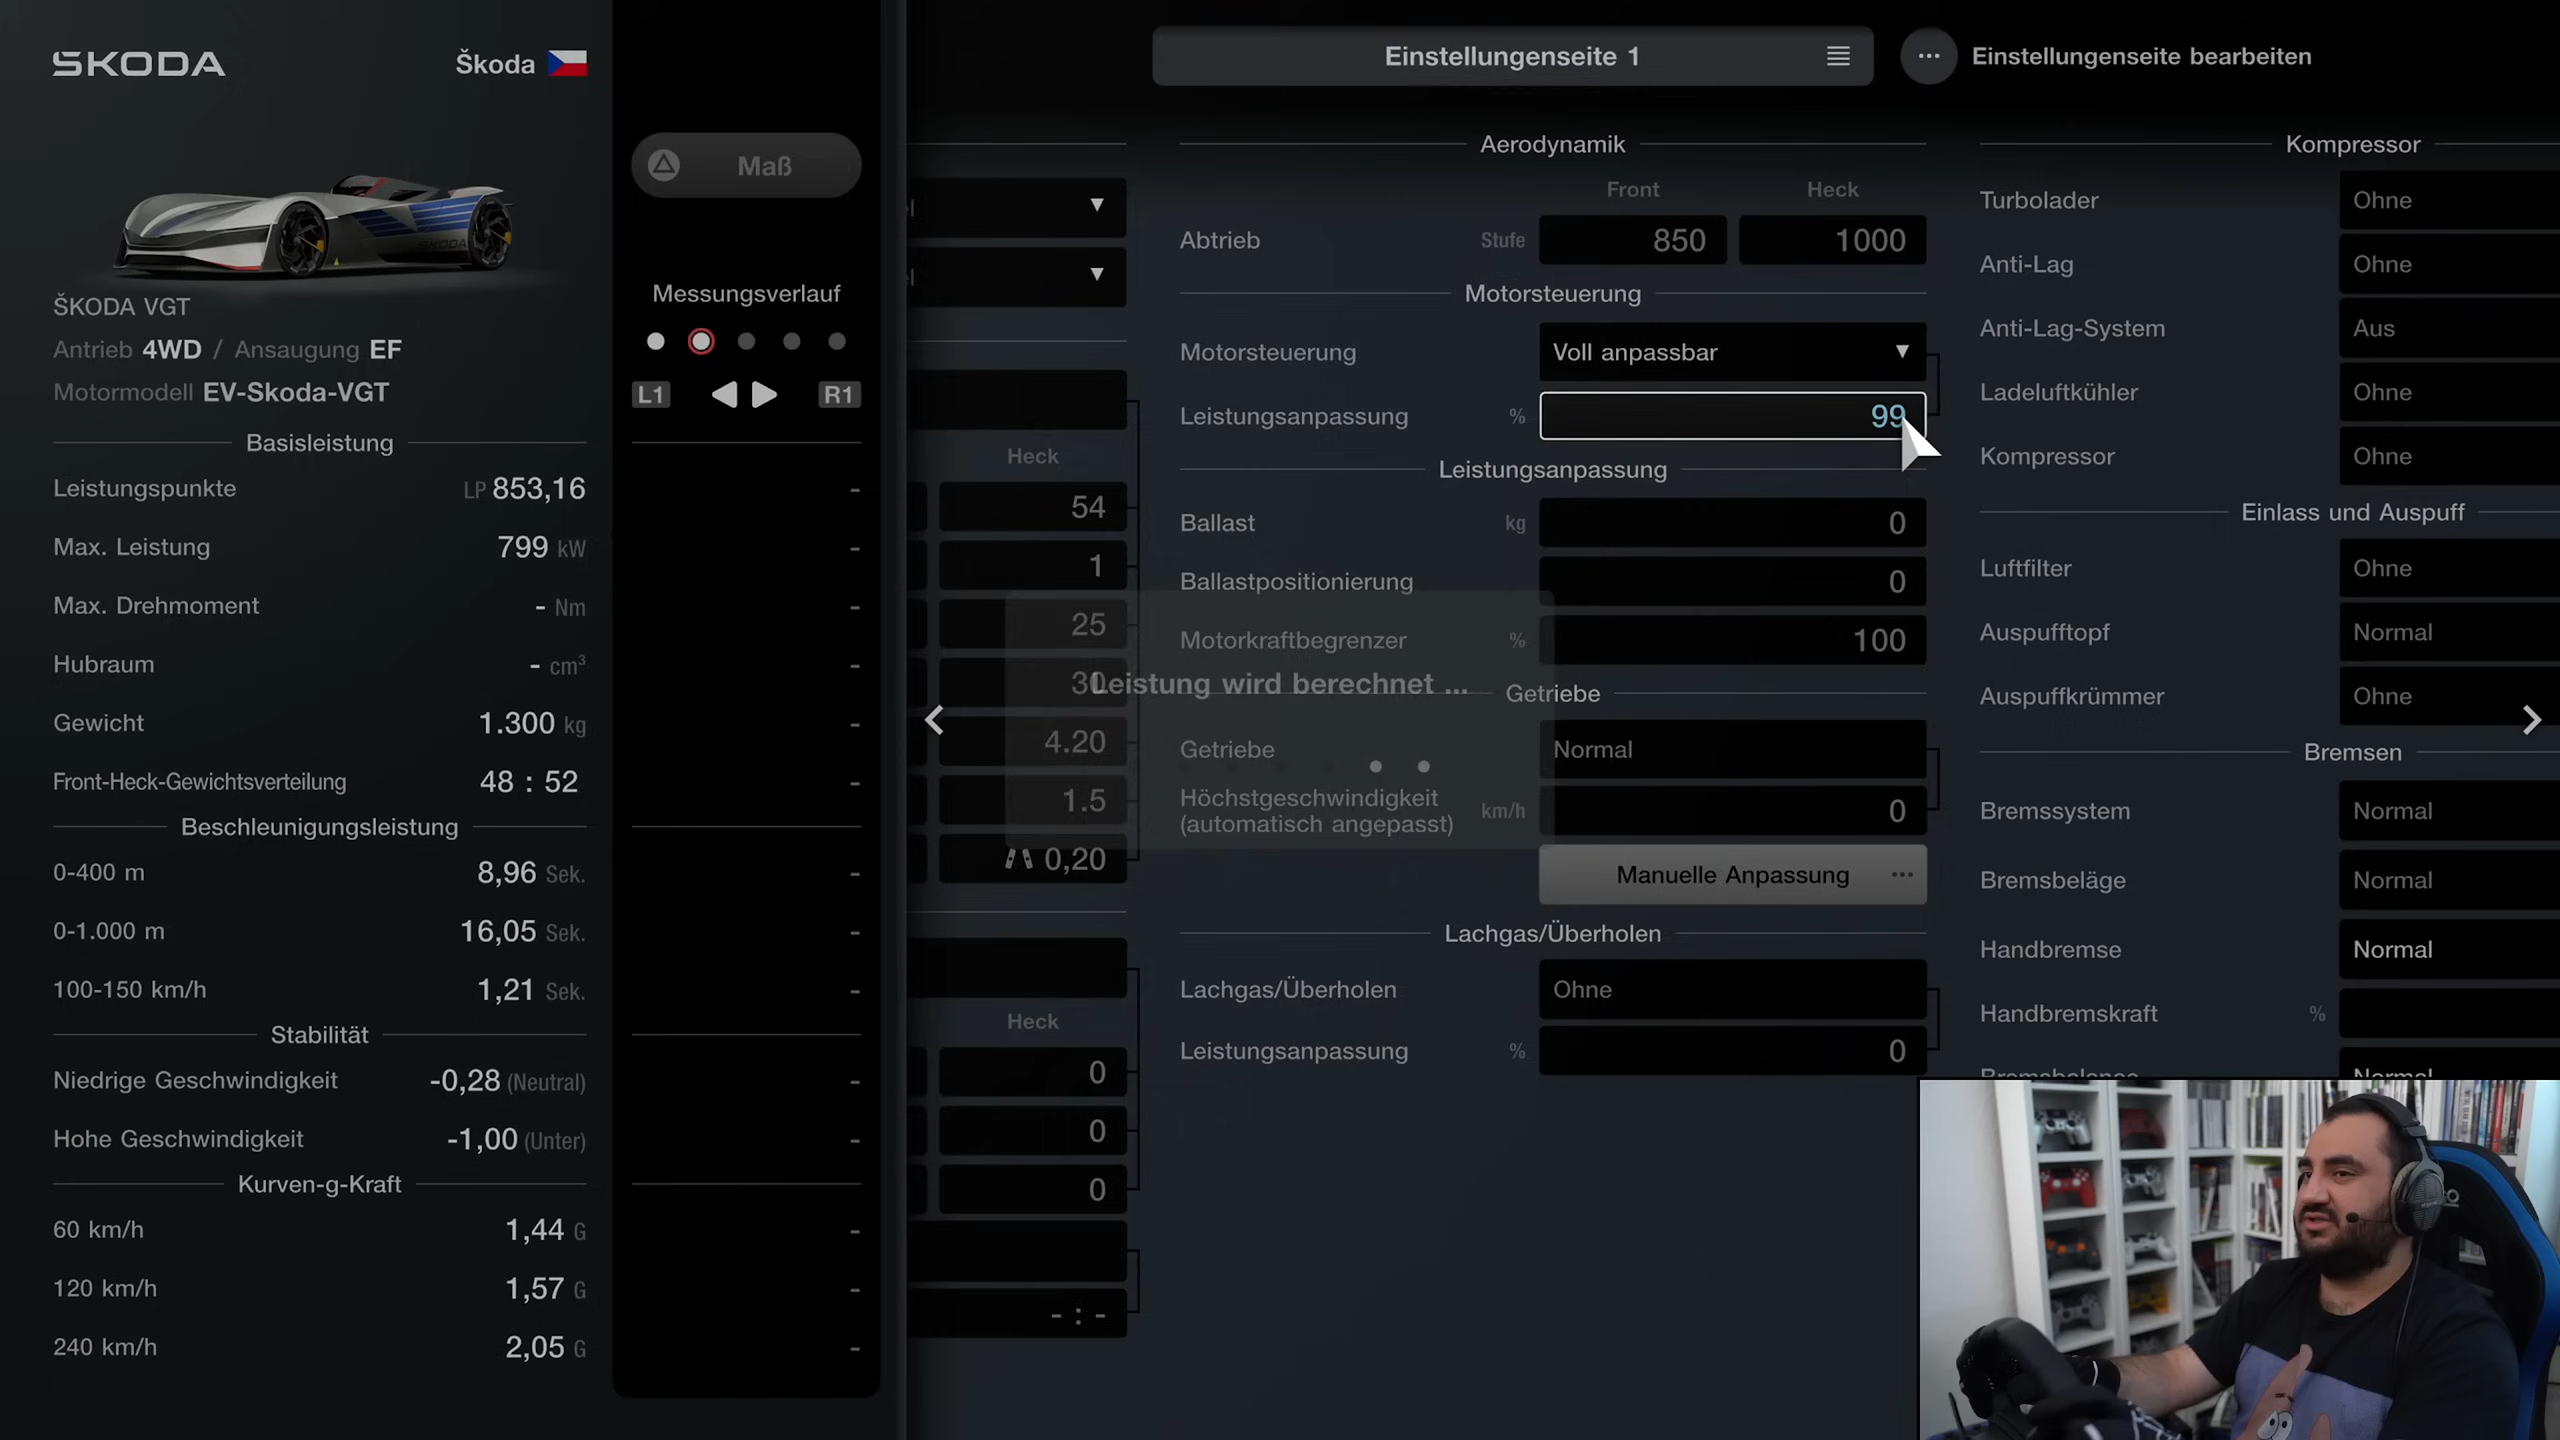 ŠKODA
Škoda
ŠKODA VGT
Antrieb 4WD / Ansaugung EF
Motormodell EV-Skoda-VGT
Basisleistung
Leistungspunkte LP 853,16
Max. Leistung 799 kW
Max. Drehmoment - Nm
Hubraum - cm³
Gewicht 1.300 kg
Front-Heck-Gewichtsverteilung 48 : 52
Beschleunigungsleistung
0-400 m 8,96 Sek.
0-1.000 m 16,05 Sek.
100-150 km/h 1,21 Sek.
Stabilität
Niedrige Geschwindigkeit -0,28 (Neutral)
Hohe Geschwindigkeit -1,00 (Unter)
Kurven-g-Kraft
60 km/h 1,44 G
120 km/h 1,57 G
240 km/h 2,05 G
Maß
Messungsverlauf
L1 R1
-
-
-
-
-
-
-
-
-
-
-
-
-
-
Heck
54
1
25
30
4.20
1.5
0,20
Heck
0
0
0
- : -
Leistung wird berechnet ...
Einstellungenseite 1
Einstellungenseite bearbeiten
Aerodynamik
Front Heck
Abtrieb Stufe 850 1000
Motorsteuerung
Motorsteuerung Voll anpassbar
Leistungsanpassung % 99
Leistungsanpassung
Ballast kg 0
Ballastpositionierung 0
Motorkraftbegrenzer % 100
Getriebe
Getriebe Normal
Höchstgeschwindigkeit
(automatisch angepasst) km/h 0
Manuelle Anpassung ...
Lachgas/Überholen
Lachgas/Überholen Ohne
Leistungsanpassung % 0
Kompressor
Turbolader Ohne
Anti-Lag Ohne
Anti-Lag-System Aus
Ladeluftkühler Ohne
Kompressor Ohne
Einlass und Auspuff
Luftfilter Ohne
Auspufftopf Normal
Auspuffkrümmer Ohne
Bremsen
Bremssystem Normal
Bremsbeläge Normal
Handbremse Normal
Handbremskraft %
Bremsbalance Normal